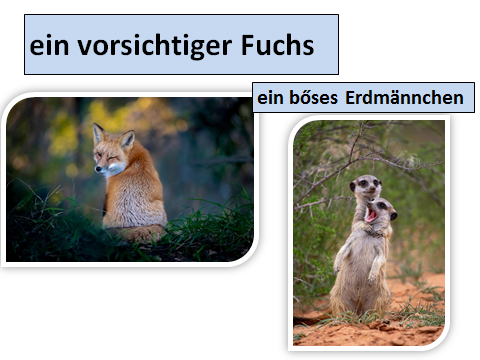 ein vorsichtiger Fuchs
ein bőses Erdmännchen